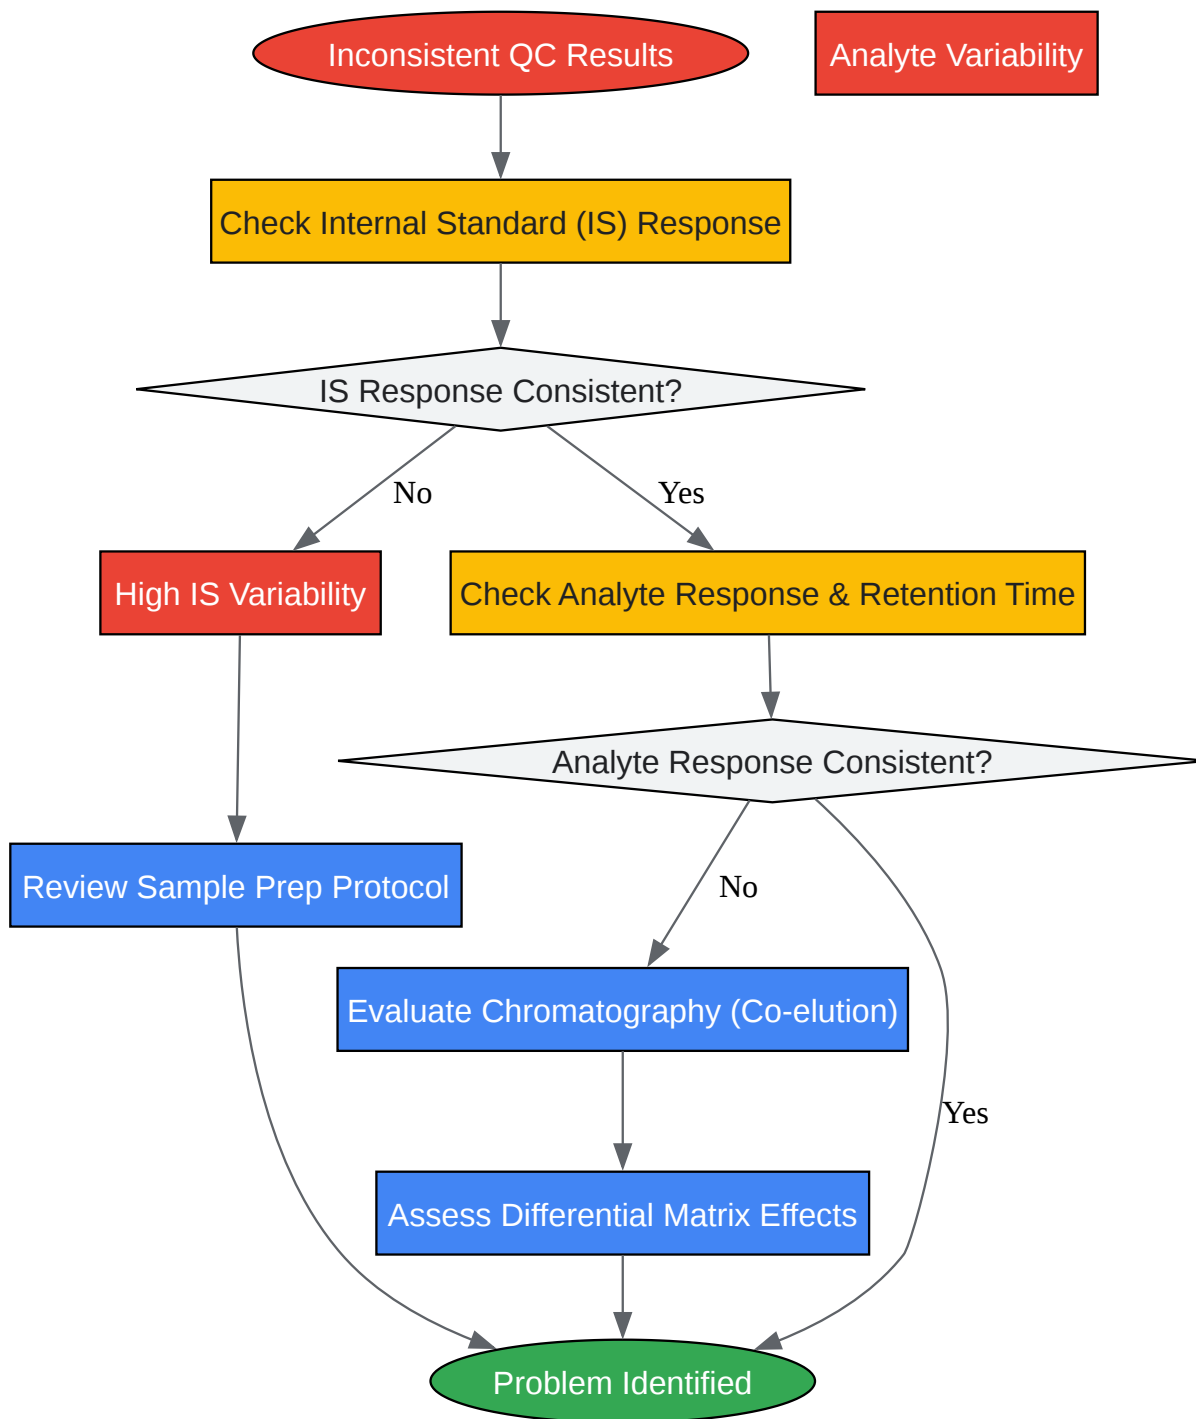 Inconsistent QC Results
Analyte Variability
Check Internal Standard (IS) Response
IS Response Consistent?
No
Yes
High IS Variability
Check Analyte Response & Retention Time
Analyte Response Consistent?
Review Sample Prep Protocol
No
Evaluate Chromatography (Co-elution)
Yes
Assess Differential Matrix Effects
Problem Identified